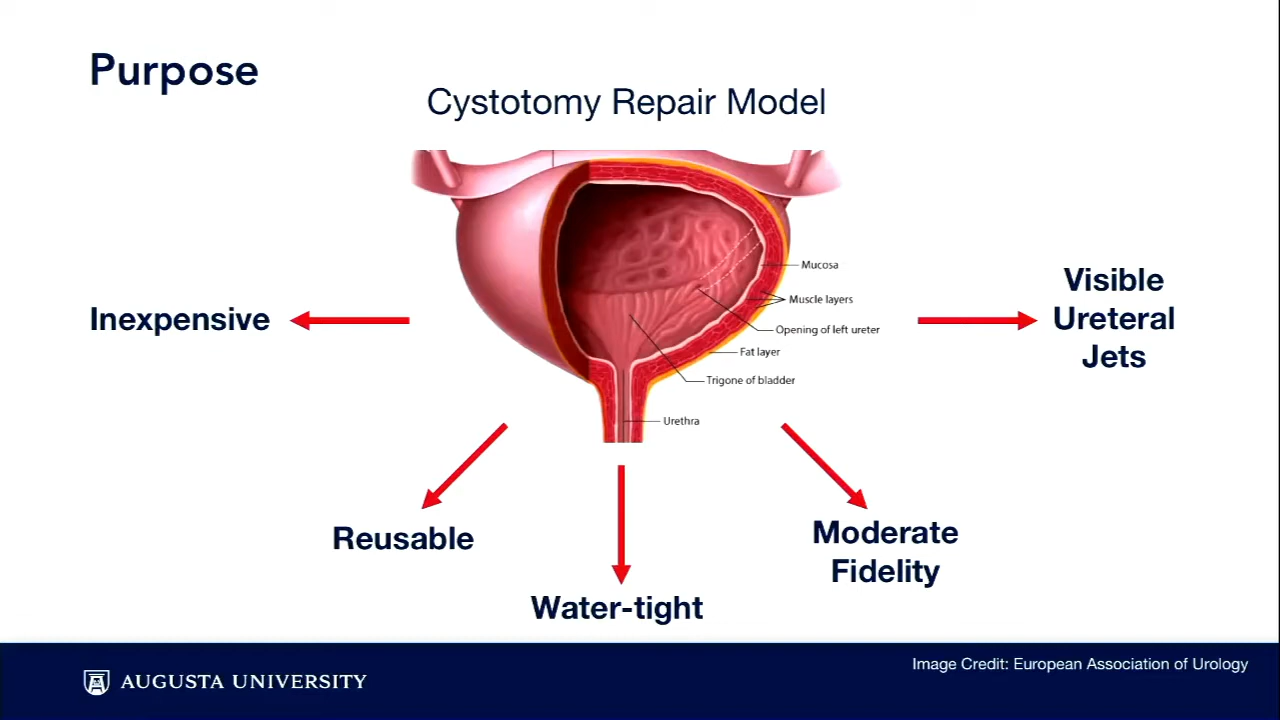 Purpose
Cystotomy Repair Model
Mucosa
Muscle layers
Opening of left ureter
Fat layer
Trigone of bladder
Urethra
Inexpensive
Visible
Ureteral
Jets
Reusable
Water-tight
Moderate
Fidelity
AUGUSTA UNIVERSITY
Image Credit: European Association of Urology